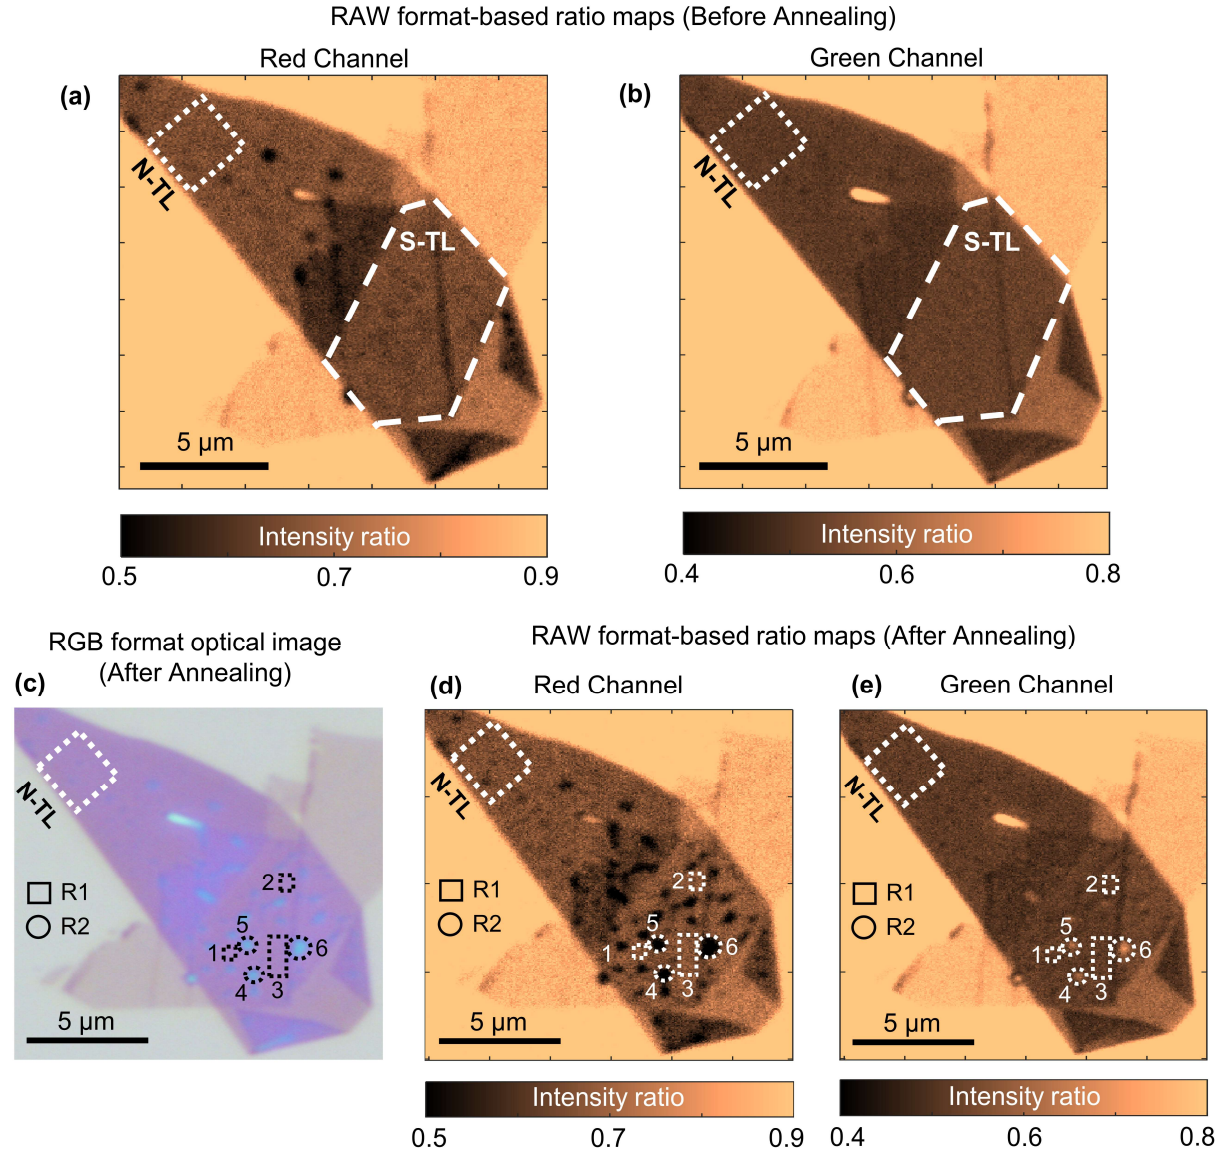 RAW format-based ratio maps (Before Annealing)
Red Channel
Green Channel
(a)
(b)
N-TL
S-TL
5 µm
N-TL
S-TL
5 µm
Intensity ratio
0.5
0.7
0.9
Intensity ratio
0.4
0.6
0.8
RGB format optical image
(After Annealing)
RAW format-based ratio maps (After Annealing)
(c)
(d)
Red Channel
(e)
Green Channel
N-TL
R1
R2
2
5
1
6
4
3
5 µm
N-TL
R1
R2
2
5
1
6
4
3
5 µm
N-TL
R1
R2
2
5
1
6
4
3
5 µm
Intensity ratio
0.5
0.7
0.9
Intensity ratio
0.4
0.6
0.8